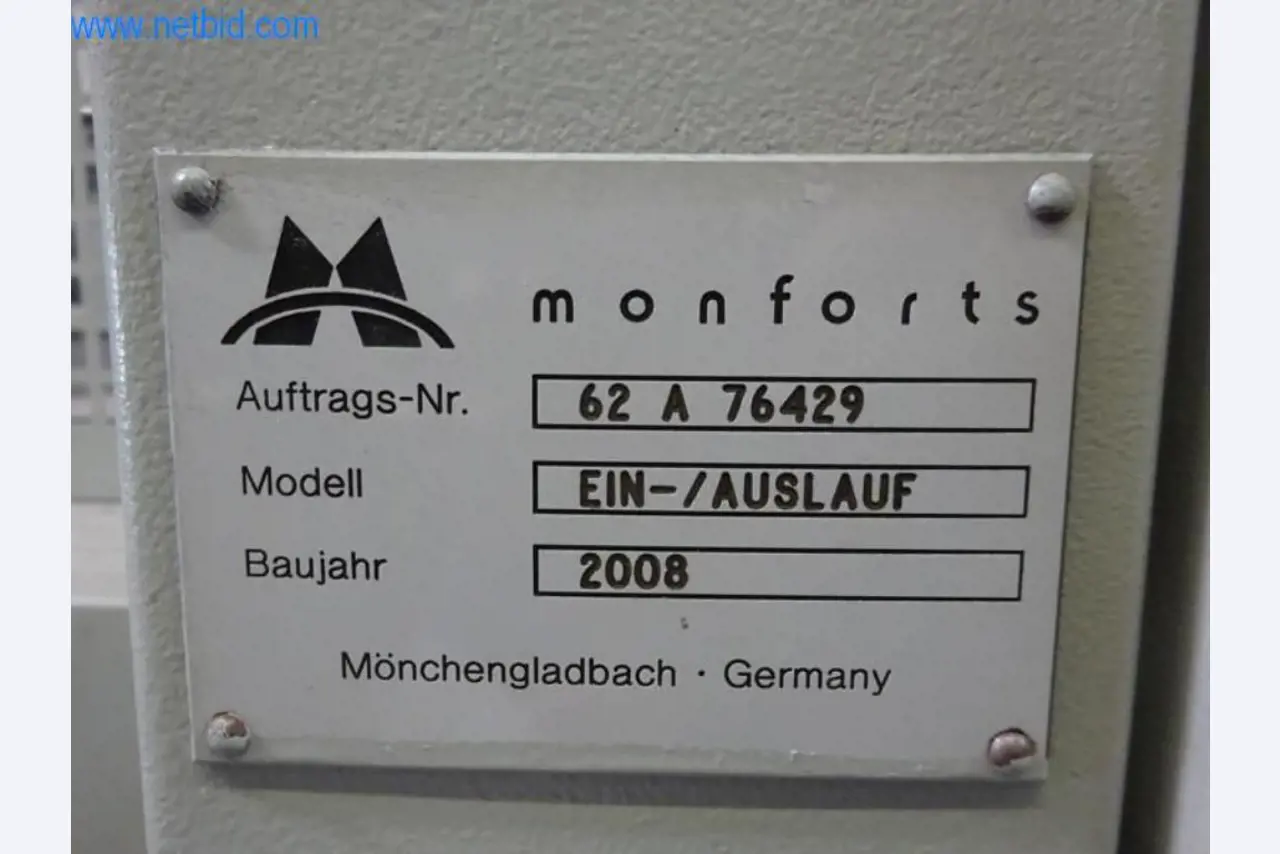 www.netbid.com
monforts
Auftrags-Nr. 62 A 76429
Modell EIN-/AUSLAUF
Baujahr 2008
Mönchengladbach · Germany